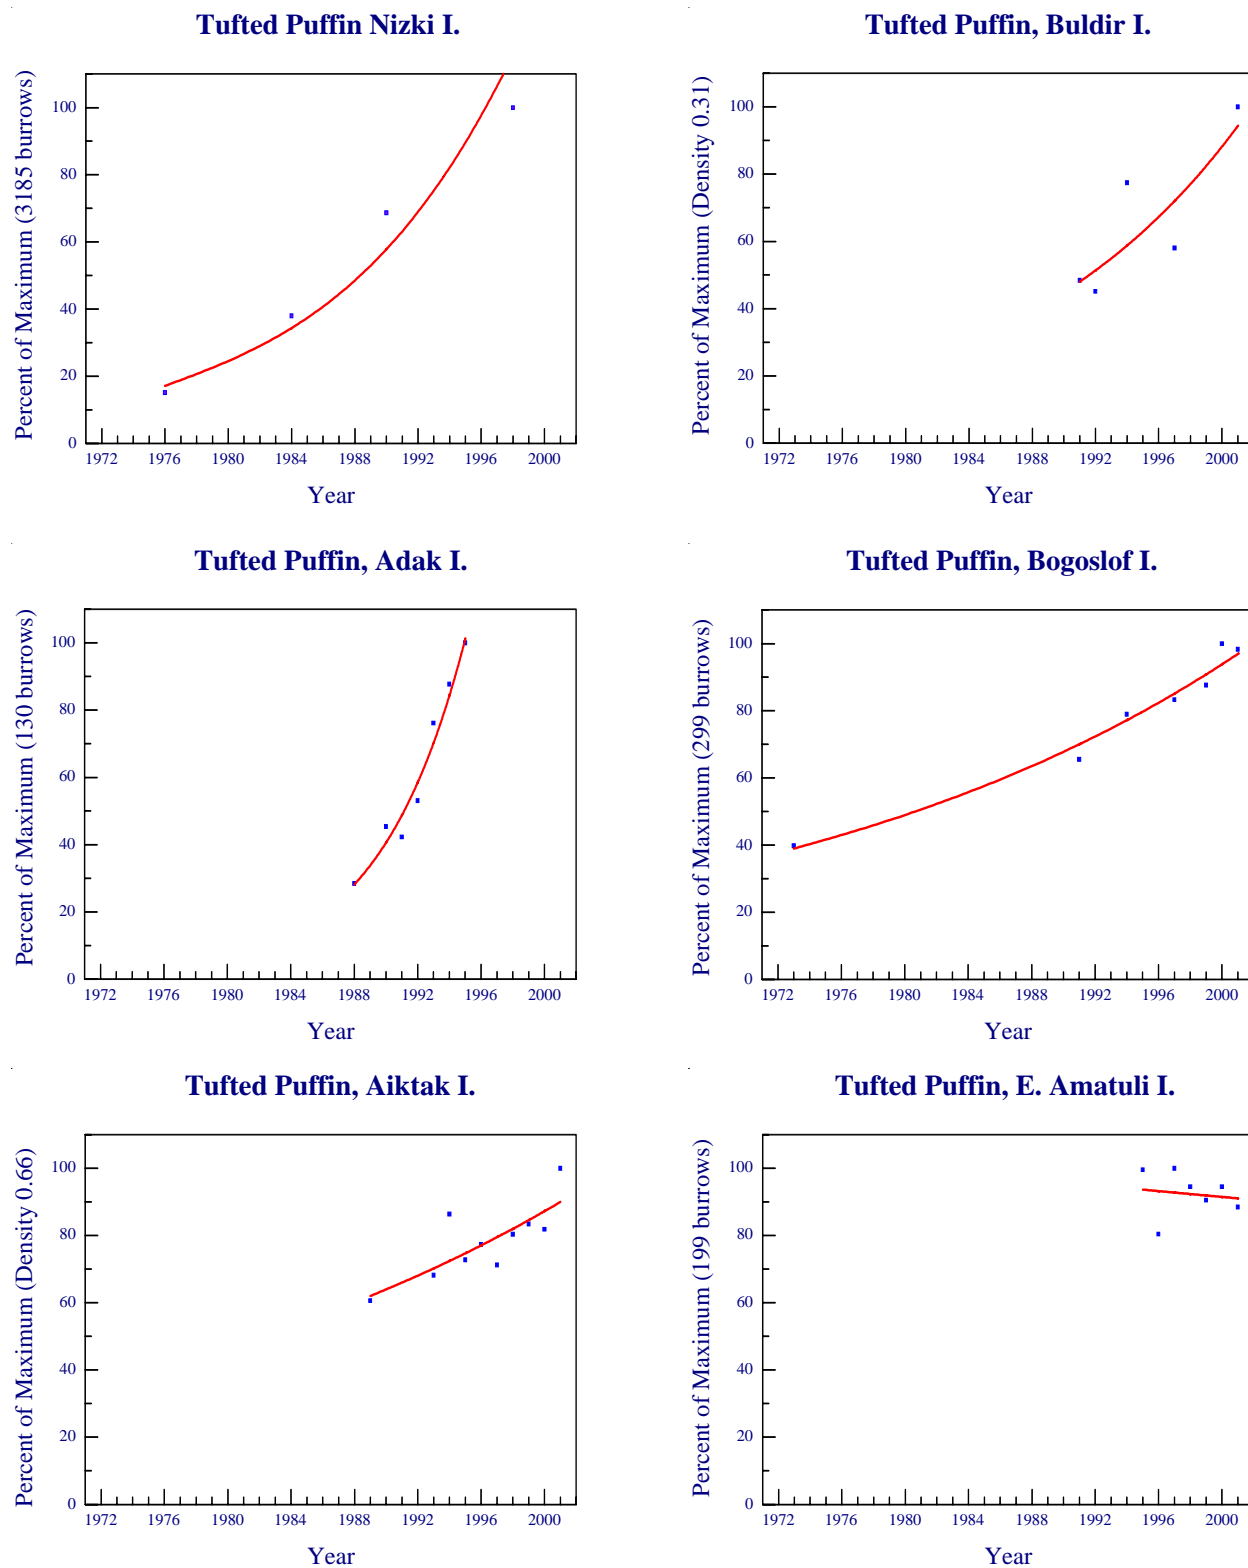 Tufted Puffin Nizki I.
Percent of Maximum (3185 burrows)
100
80
60
40
20
0
1972 1976 1980 1984 1988 1992 1996 2000
Year
Tufted Puffin, Buldir I.
Percent of Maximum (Density 0.31)
100
80
60
40
20
0
1972 1976 1980 1984 1988 1992 1996 2000
Year
Tufted Puffin, Adak I.
Percent of Maximum (130 burrows)
100
80
60
40
20
0
1972 1976 1980 1984 1988 1992 1996 2000
Year
Tufted Puffin, Bogoslof I.
Percent of Maximum (299 burrows)
100
80
60
40
20
0
1972 1976 1980 1984 1988 1992 1996 2000
Year
Tufted Puffin, Aiktak I.
Percent of Maximum (Density 0.66)
100
80
60
40
20
0
1972 1976 1980 1984 1988 1992 1996 2000
Year
Tufted Puffin, E. Amatuli I.
Percent of Maximum (199 burrows)
100
80
60
40
20
0
1972 1976 1980 1984 1988 1992 1996 2000
Year